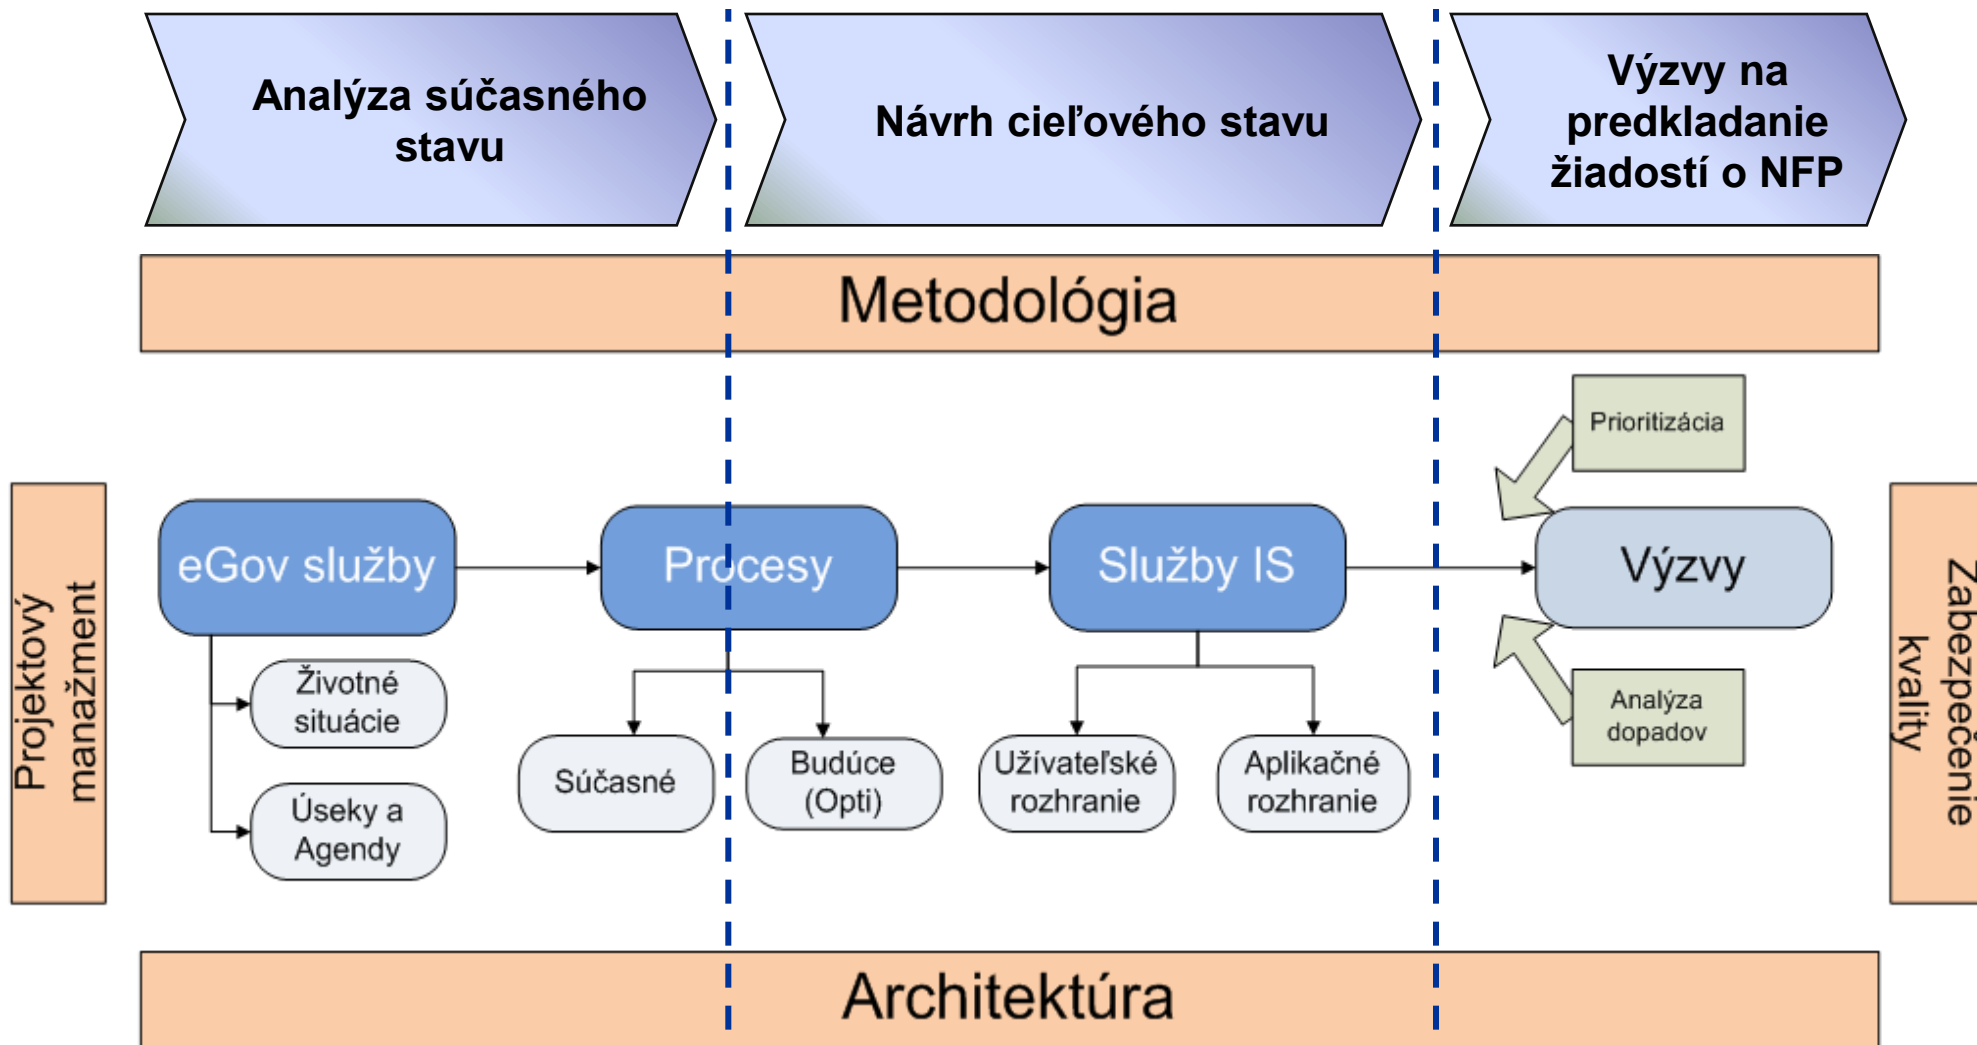 Analýza súčasného
stavu
Návrh cieľového stavu
Výzvy na
predkladanie
žiadostí o NFP
Metodológia
Prioritizácia
Projektový
manažment
eGov služby
Procesy
Služby IS
Výzvy
Zabezpečenie
kvality
Životné
situácie
Úseky a
Agendy
Súčasné
Budúce
(Opti)
Užívateľské
rozhranie
Aplikačné
rozhranie
Analýza
dopadov
Architektúra